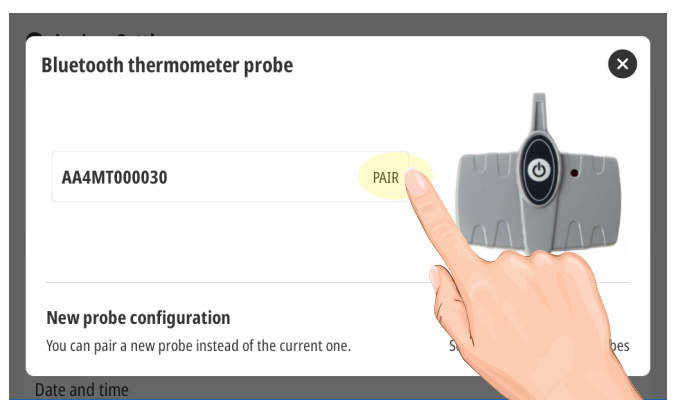 Bluetooth thermometer probe
AA4MT000030
PAIR
New probe configuration
You can pair a new probe instead of the current one.
Date and time